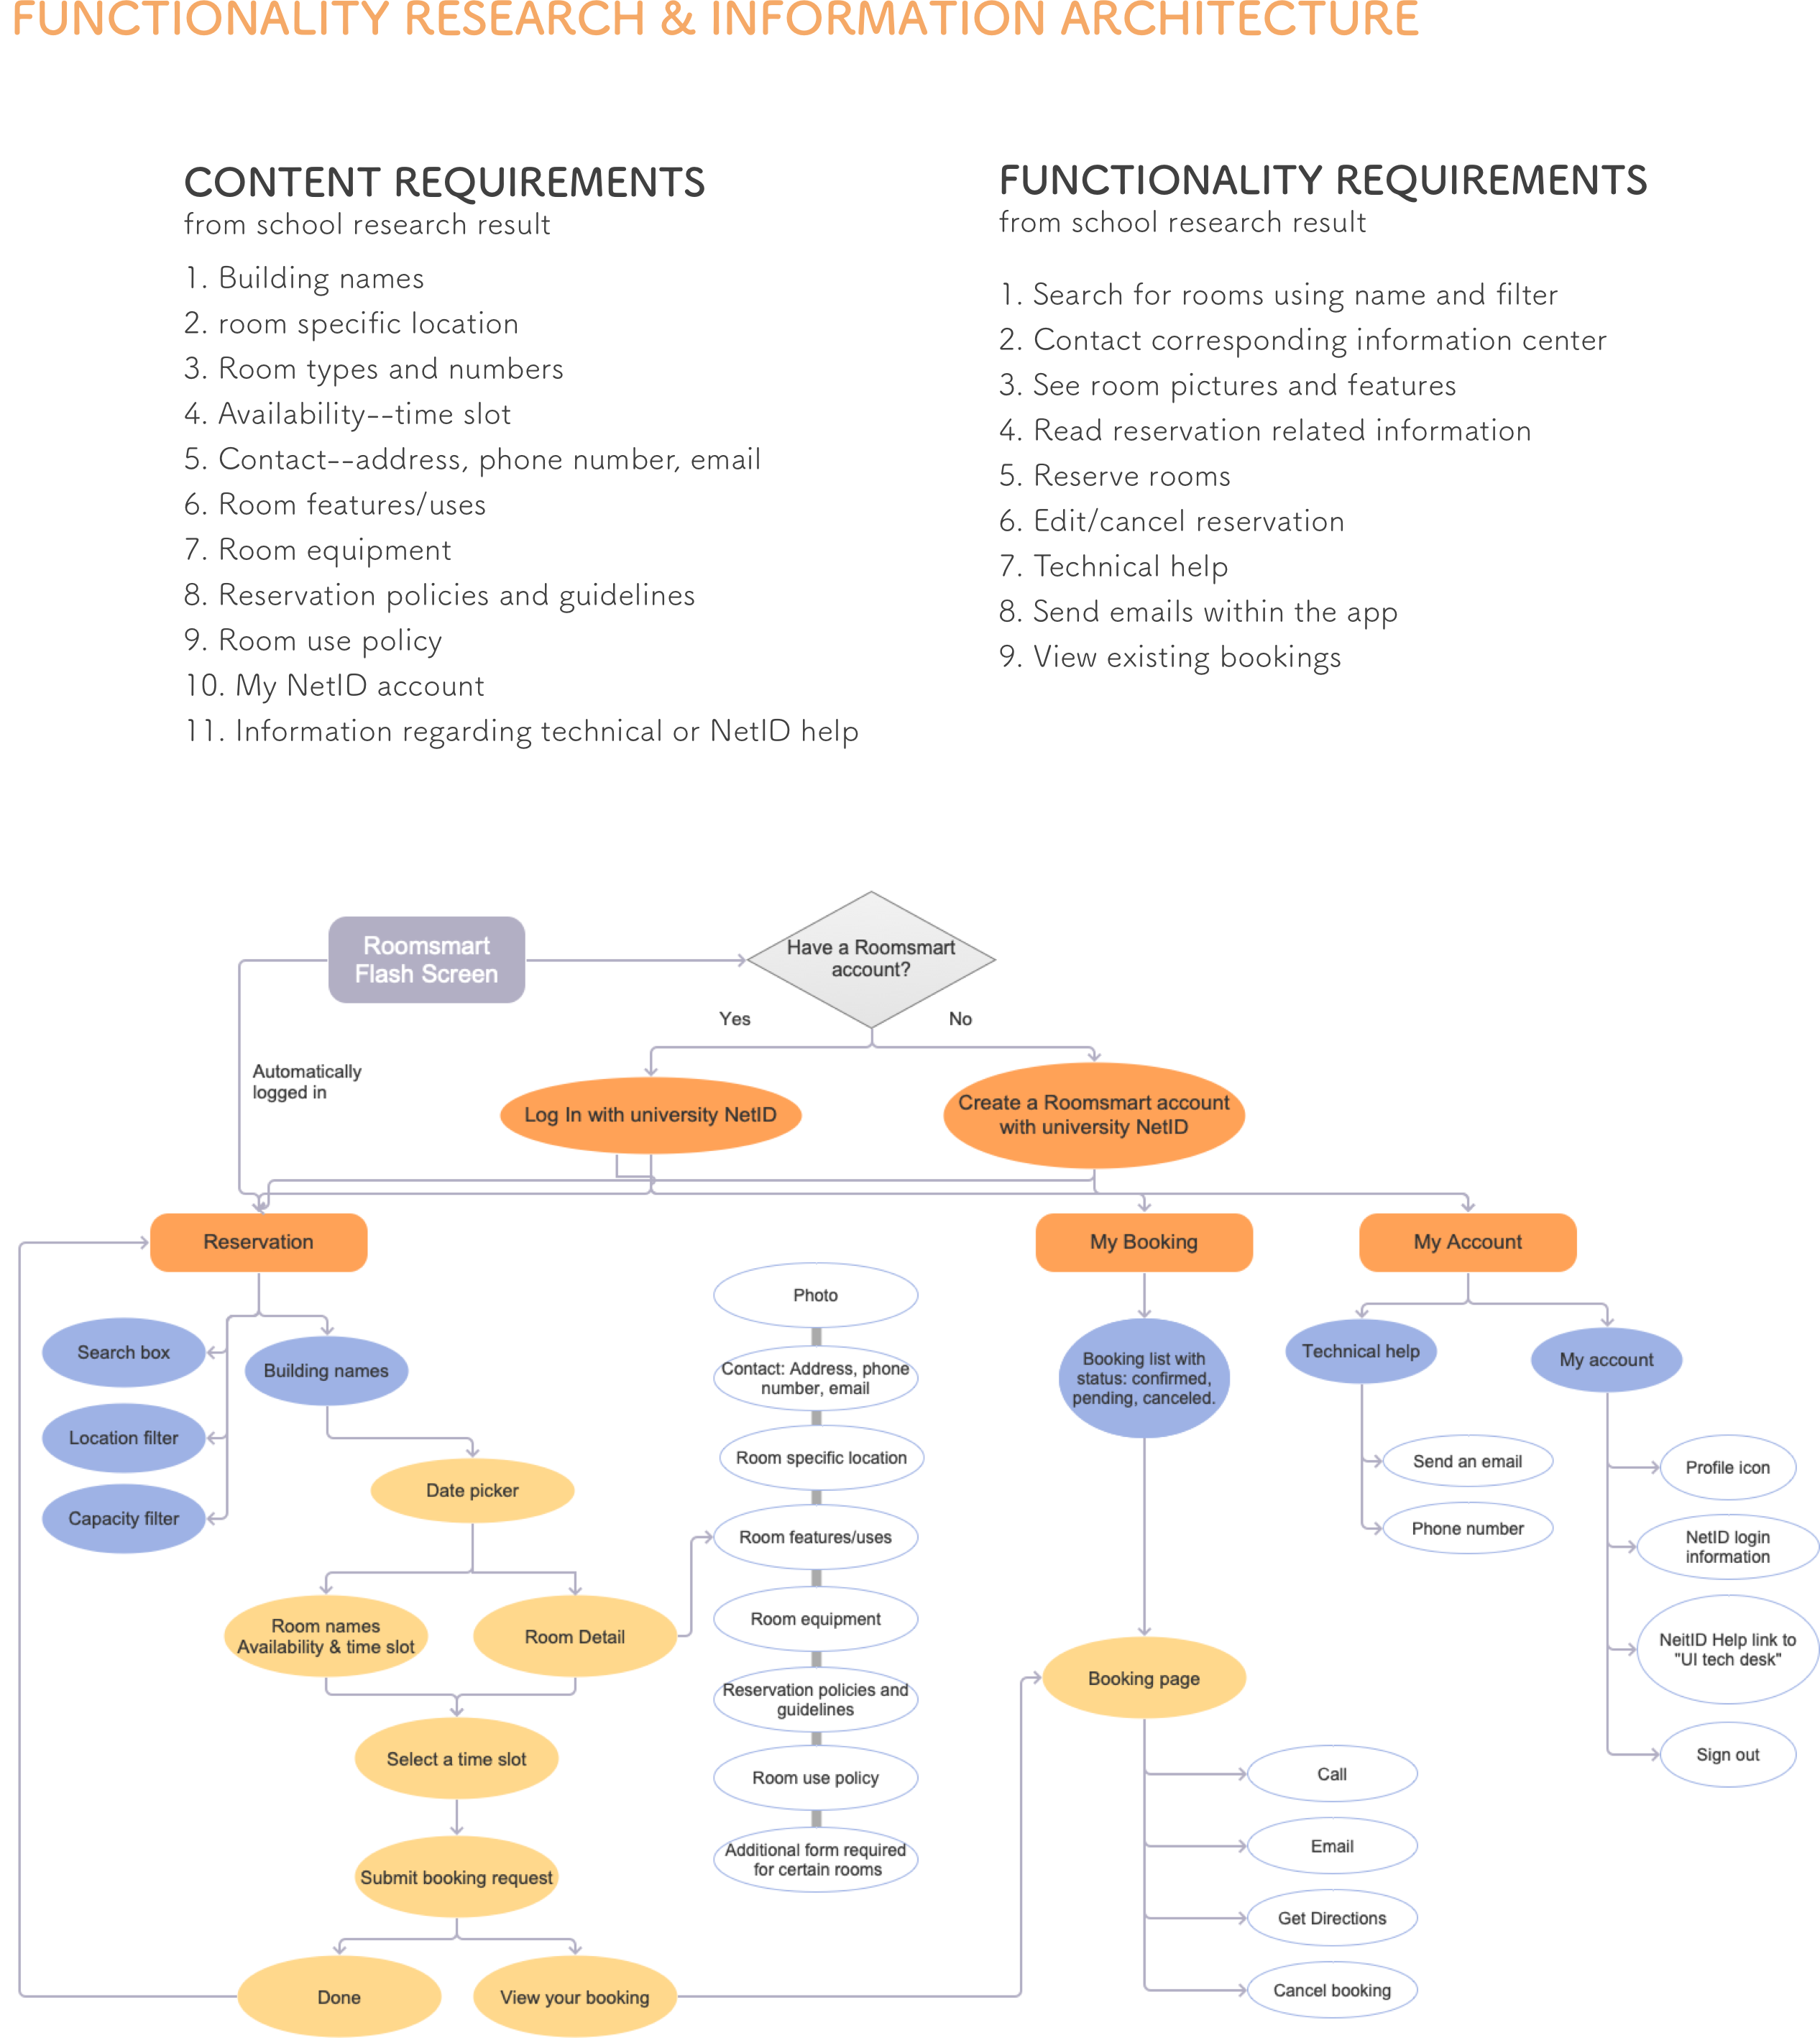 FUNCTIONALITY RESEARCH & INFORMATION ARCHITECTURE
CONTENT REQUIREMENTS
from school research result
1. Building names
2. room specific location
3. Room types and numbers
4. Availability--time slot
5. Contact--address, phone number, email
6. Room features/uses
7. Room equipment
8. Reservation policies and guidelines
9. Room use policy
10. My NetID account
11. Information regarding technical or NetID help
FUNCTIONALITY REQUIREMENTS
from school research result
1. Search for rooms using name and filter
2. Contact corresponding information center
3. See room pictures and features
4. Read reservation related information
5. Reserve rooms
6. Edit/cancel reservation
7. Technical help
8. Send emails within the app
9. View existing bookings
Roomsmart
Flash Screen
Have a Roomsmart
account?
Yes
No
Automatically
logged in
Log In with university NetID
Create a Roomsmart account
with university NetID
Reservation
My Booking
My Account
Search box
Location filter
Capacity filter
Building names
Date picker
Room names
Availability & time slot
Room Detail
Select a time slot
Submit booking request
Done
View your booking
Photo
Contact: Address, phone
number, email
Room specific location
Room features/uses
Room equipment
Reservation policies and
guidelines
Room use policy
Additional form required
for certain rooms
Booking list with
status: confirmed,
pending, canceled.
Booking page
Call
Email
Get Directions
Cancel booking
Technical help
Send an email
Phone number
My account
Profile icon
NetID login
information
NeitID Help link to
"UI tech desk"
Sign out